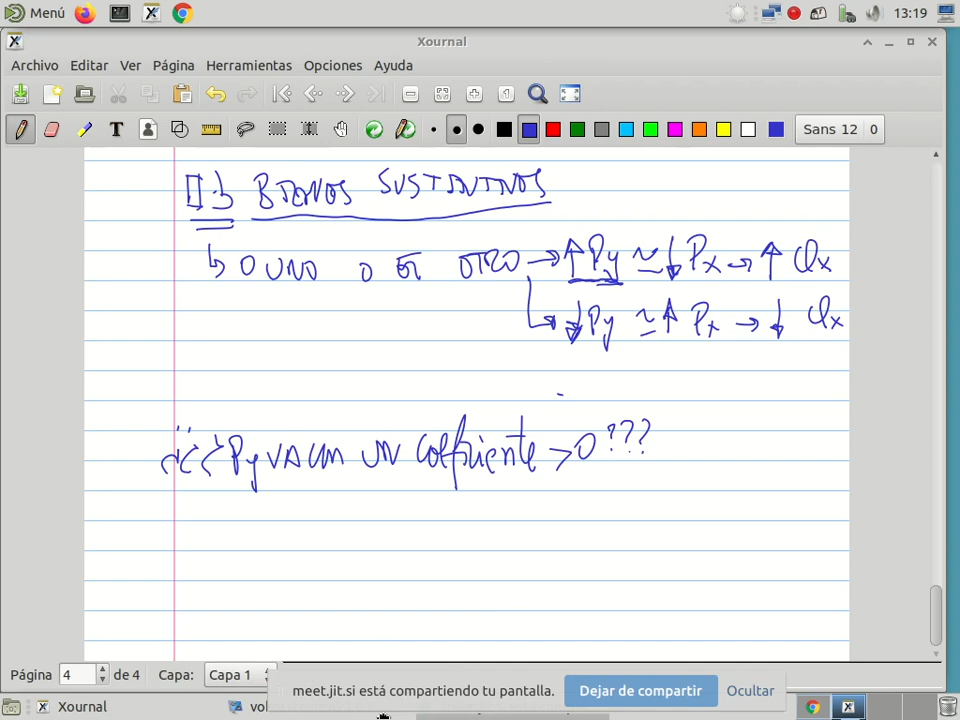 Menú 13:19
Xournal
Archivo Editar Ver Página Herramientas Opciones Ayuda
Sans 12 0
II.b BIENES SUSTITUTIVOS
↳ O UNO O EL OTRO → ↑ Py ≃ ↓ Px → ↑ Qx
↳ ↓ Py ≃ ↑ Px → ↓ Qx
¿¿¿Py VA CON UN coeficiente >0???
Página 4 de 4 Capa: Capa 1
meet.jit.si está compartiendo tu pantalla. Dejar de compartir Ocultar
Xournal